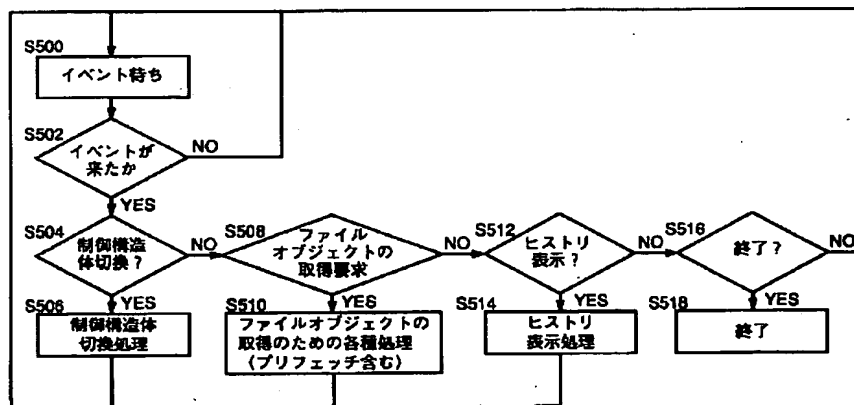 S500
イベント待ち
S502
イベントが
来たか
NO
YES
S504
制御構造
体切換？
NO
YES
S506
制御構造体
切換処理
S508
ファイル
オブジェクトの
取得要求
NO
YES
S510
ファイルオブジェクトの
取得のための各種処理
（プリフェッチ含む）
S512
ヒストリ
表示？
NO
YES
S514
ヒストリ
表示処理
S516
終了？
NO
YES
S518
終了